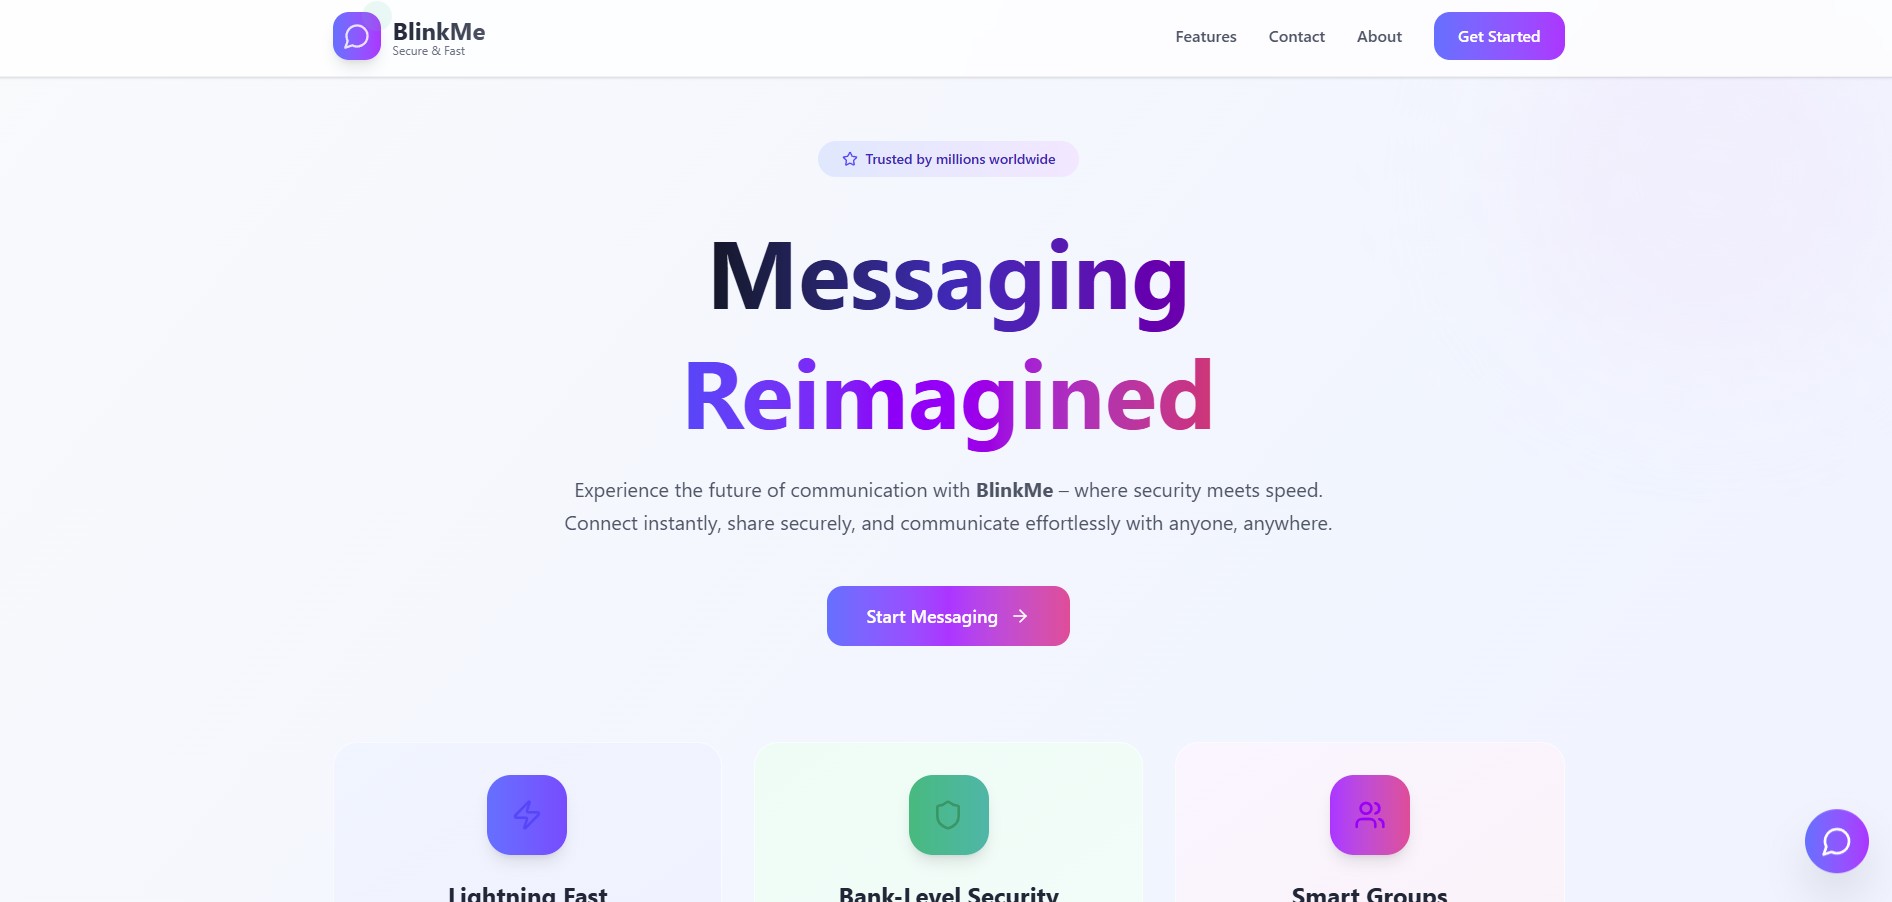 BlinkMe
Secure & Fast
Features
Contact
About
Get Started
Trusted by millions worldwide
Messaging
Reimagined
Experience the future of communication with BlinkMe – where security meets speed.
Connect instantly, share securely, and communicate effortlessly with anyone, anywhere.
Start Messaging
Lightning Fast
Bank-Level Security
Smart Groups